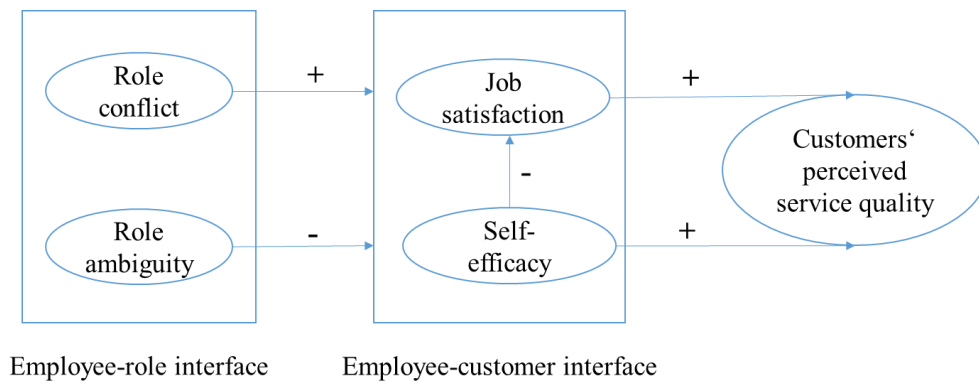 Role
conflict
+
Job
satisfaction
+
Customers‘
perceived
service quality
-
Role
ambiguity
-
Self-
efficacy
+
Employee-role interface
Employee-customer interface